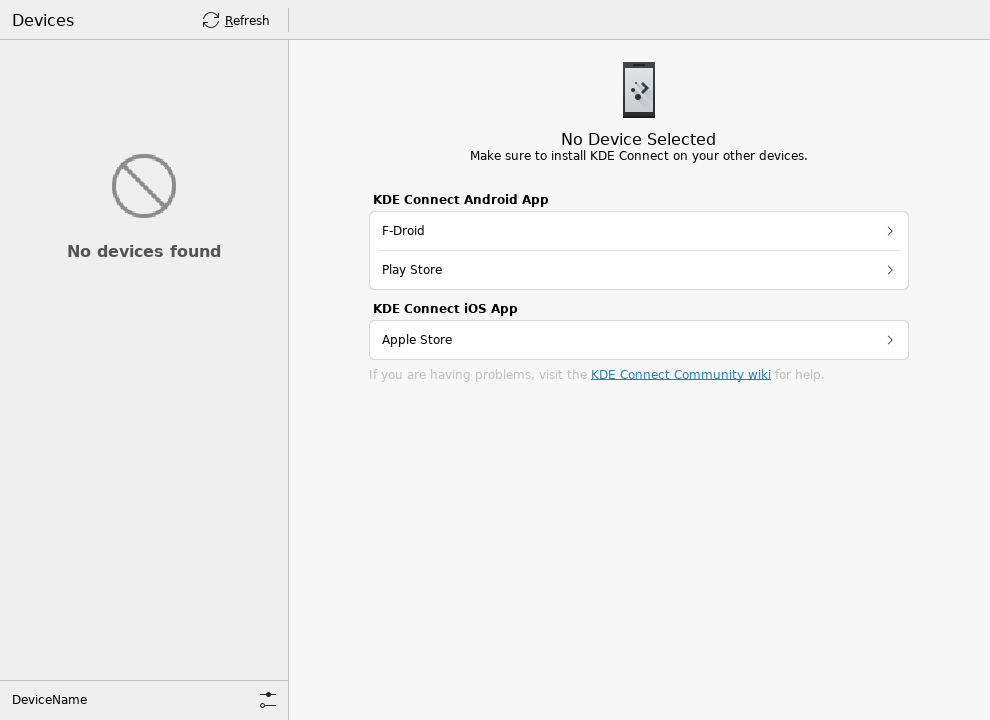 Devices
Refresh
No devices found
DeviceName
No Device Selected
Make sure to install KDE Connect on your other devices.
KDE Connect Android App
F-Droid
Play Store
KDE Connect iOS App
Apple Store
If you are having problems, visit the KDE Connect Community wiki for help.